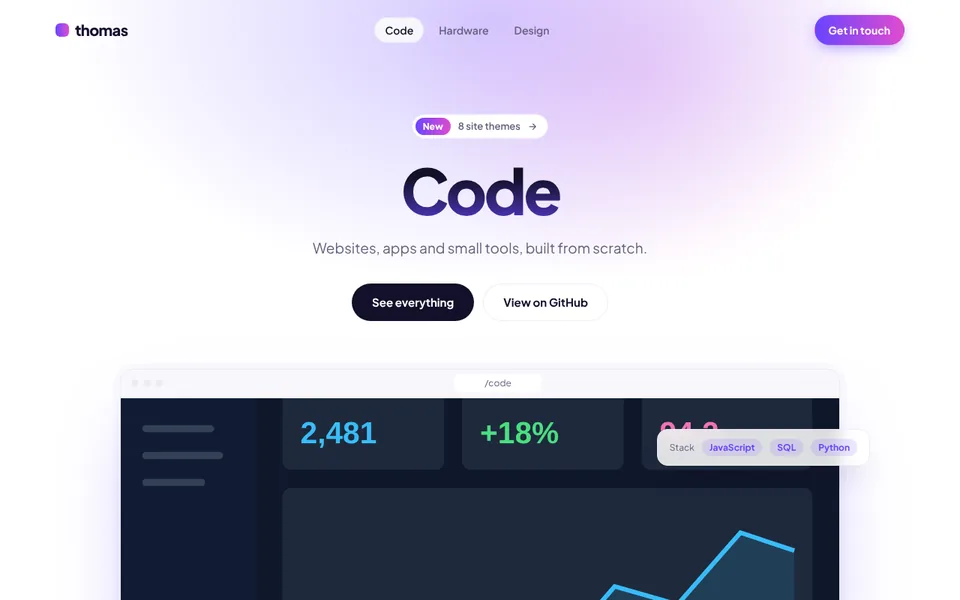 thomas
Code Hardware Design
Get in touch
New 8 site themes →
Code
Websites, apps and small tools, built from scratch.
See everything View on GitHub
/code
2,481 +18%
Stack JavaScript SQL Python